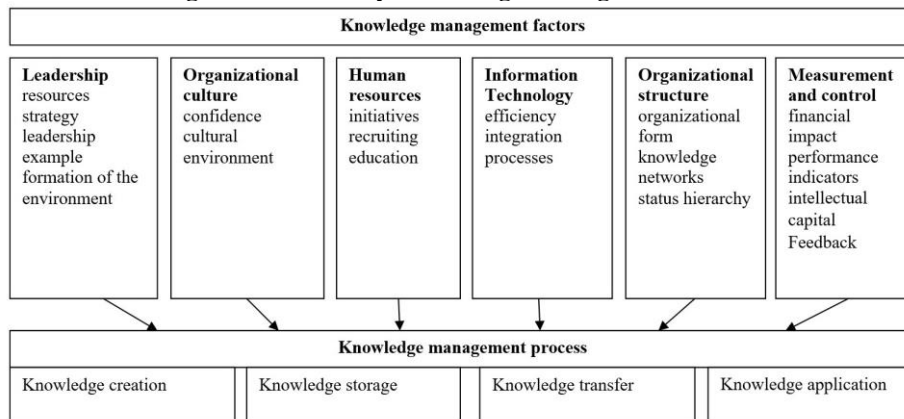 Knowledge management factors
Leadership
resources
strategy
leadership
example
formation of the
environment
Organizational
culture
confidence
cultural
environment
Human
resources
initiatives
recruiting
education
Information
Technology
efficiency
integration
processes
Organizational
structure
organizational
form
knowledge
networks
status hierarchy
Measurement
and control
financial
impact
performance
indicators
intellectual
capital
Feedback
Knowledge management process
Knowledge creation
Knowledge storage
Knowledge transfer
Knowledge application